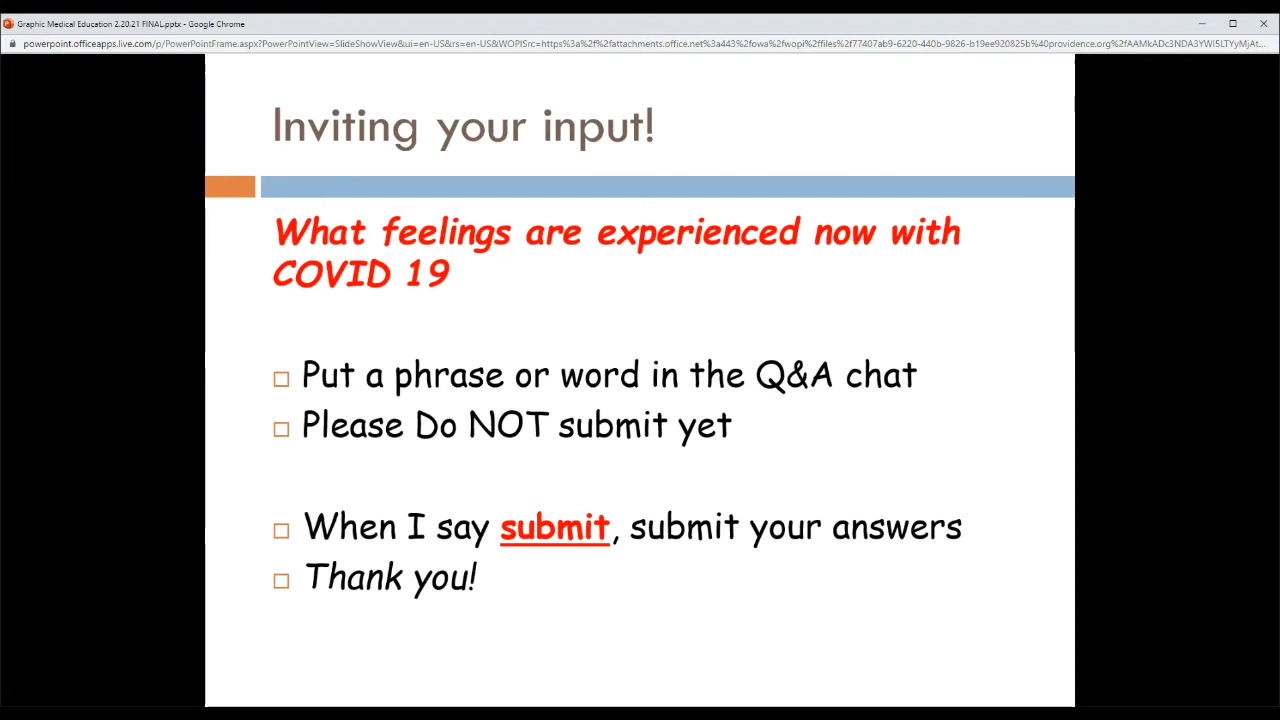 Graphic Medical Education 2.20.21 FINAL.pptx - Google Chrome
powerpoint.officeapps.live.com/p/PowerPointFrame.aspx?PowerPointView=SlideShowView&ui=en-US&rs=en-US&WOPISrc=https%3a%2f%2fattachments.office.net%3a443%2fowa%2fwopi%2ffiles%2f77407ab9-6220-440b-9826-b19ee920825b%40providence.org%2fAAMkADc3NDA3YWI5LTYyMjAt...
Inviting your input!
What feelings are experienced now with
COVID 19
Put a phrase or word in the Q&A chat
Please Do NOT submit yet
When I say submit, submit your answers
Thank you!